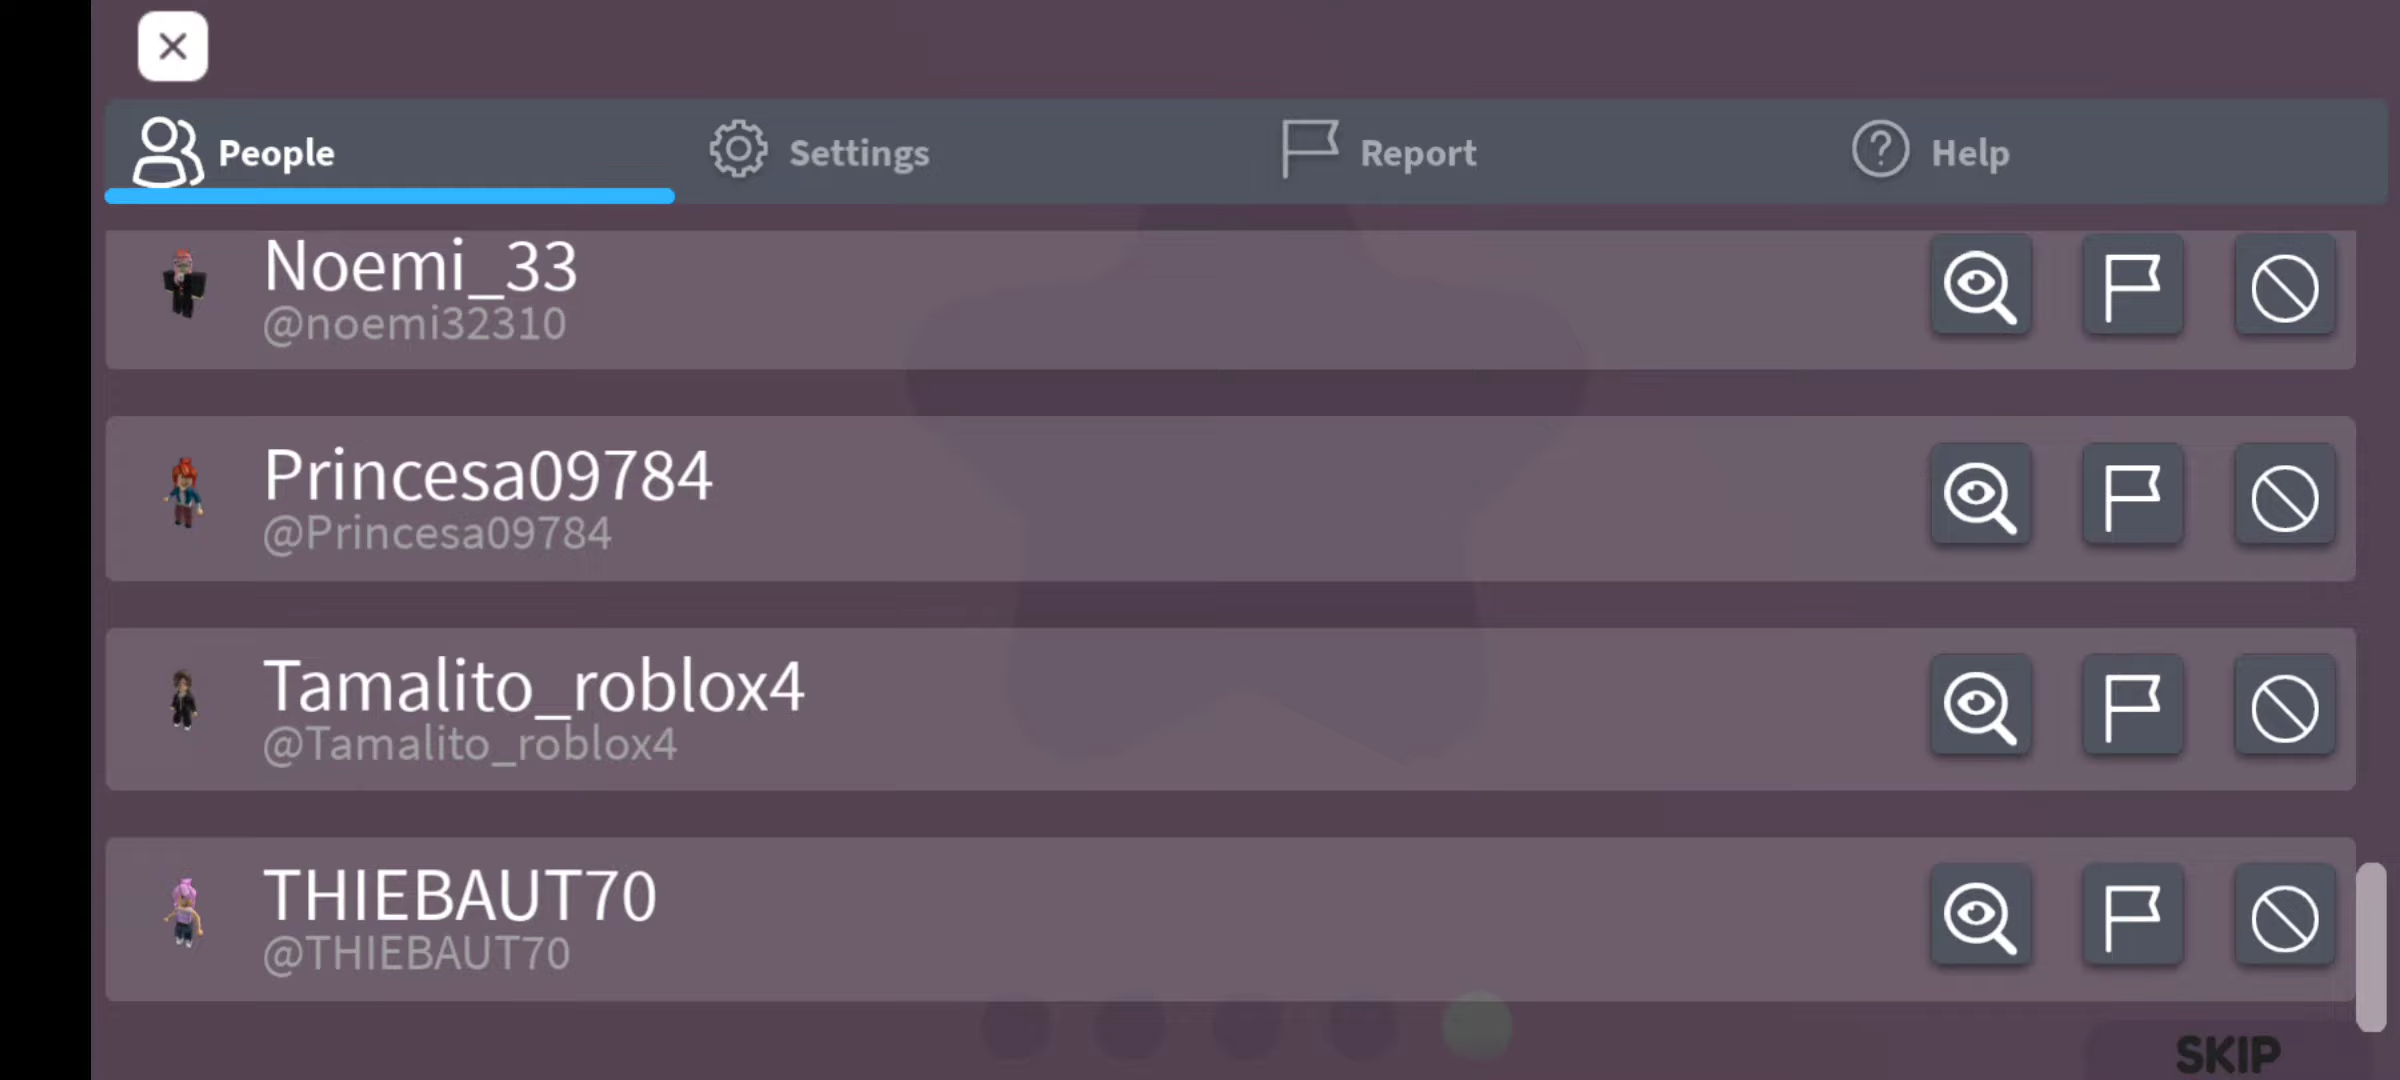 People
Settings
Report
Help
Noemi_33
@noemi32310
Princesa09784
@Princesa09784
Tamalito_roblox4
@Tamalito_roblox4
THIEBAUT70
@THIEBAUT70
SKIP